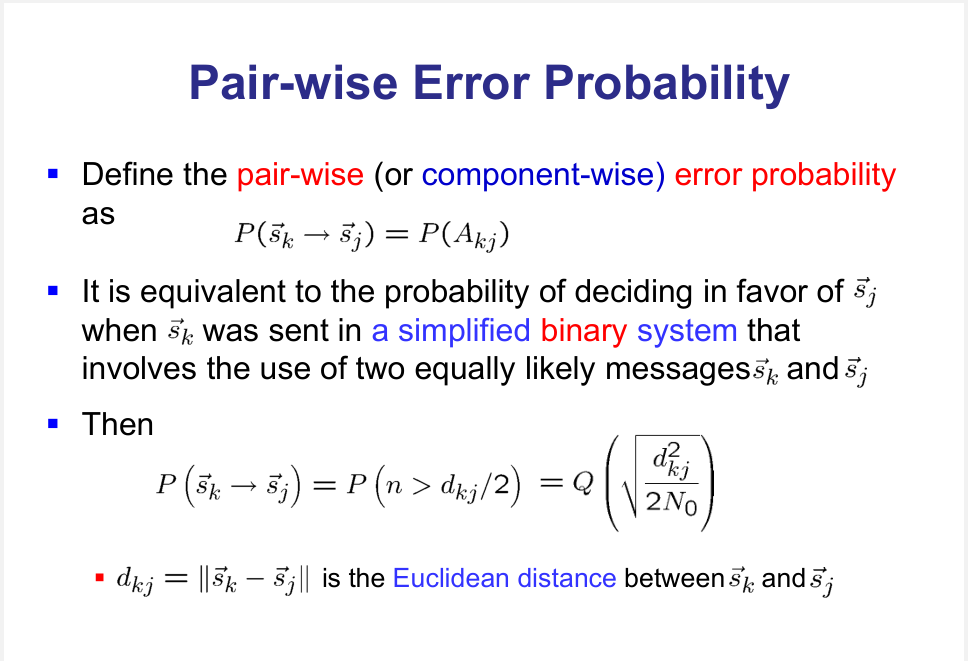 Pair-wise Error Probability
▪ Define the pair-wise (or component-wise) error probability
as
$P(\vec{s}_k \rightarrow \vec{s}_j) = P(A_{kj})$
▪ It is equivalent to the probability of deciding in favor of $\vec{s}_j$
when $\vec{s}_k$ was sent in a simplified binary system that
involves the use of two equally likely messages $\vec{s}_k$ and $\vec{s}_j$
▪ Then
$P\left(\vec{s}_k \rightarrow \vec{s}_j\right) = P\left(n > d_{kj}/2\right) = Q\left(\sqrt{\frac{d_{kj}^2}{2N_0}}\right)$
▪ $d_{kj} = \|\vec{s}_k - \vec{s}_j\|$ is the Euclidean distance between $\vec{s}_k$ and $\vec{s}_j$